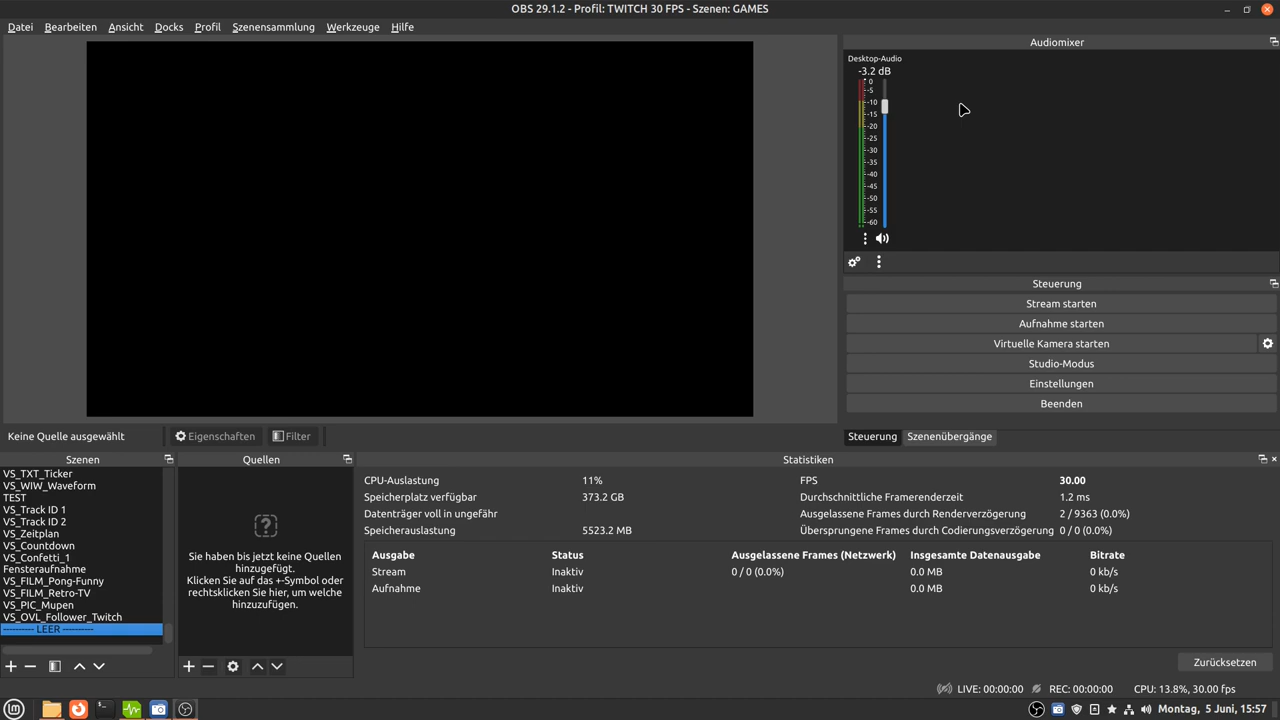 OBS 29.1.2 - Profil: TWITCH 30 FPS - Szenen: GAMES
Datei Bearbeiten Ansicht Docks Profil Szenensammlung Werkzeuge Hilfe
Audiomixer
Desktop-Audio
-3.2 dB
0
-5
-10
-15
-20
-25
-30
-35
-40
-45
-50
-55
-60
Steuerung
Stream starten
Aufnahme starten
Virtuelle Kamera starten
Studio-Modus
Einstellungen
Beenden
Steuerung Szenenübergänge
Keine Quelle ausgewählt Eigenschaften Filter
Szenen
VS_TXT_Ticker
VS_WIW_Waveform
TEST
VS_Track ID 1
VS_Track ID 2
VS_Zeitplan
VS_Countdown
VS_Confetti_1
Fensteraufnahme
VS_FILM_Pong-Funny
VS_FILM_Retro-TV
VS_PIC_Mupen
VS_OVL_Follower_Twitch
---------- LEER ----------
Quellen
Sie haben bis jetzt keine Quellen
hinzugefügt.
Klicken Sie auf das +-Symbol oder
rechtsklicken Sie hier, um welche
hinzuzufügen.
Statistiken
CPU-Auslastung 11% FPS 30.00
Speicherplatz verfügbar 373.2 GB Durchschnittliche Framerenderzeit 1.2 ms
Datenträger voll in ungefähr Ausgelassene Frames durch Renderverzögerung 2 / 9363 (0.0%)
Speicherauslastung 5523.2 MB Übersprungene Frames durch Codierungsverzögerung 0 / 0 (0.0%)
Ausgabe Status Ausgelassene Frames (Netzwerk) Insgesamte Datenausgabe Bitrate
Stream Inaktiv 0 / 0 (0.0%) 0.0 MB 0 kb/s
Aufnahme Inaktiv 0.0 MB 0 kb/s
Zurücksetzen
LIVE: 00:00:00 REC: 00:00:00 CPU: 13.8%, 30.00 fps
Montag, 5 Juni, 15:57